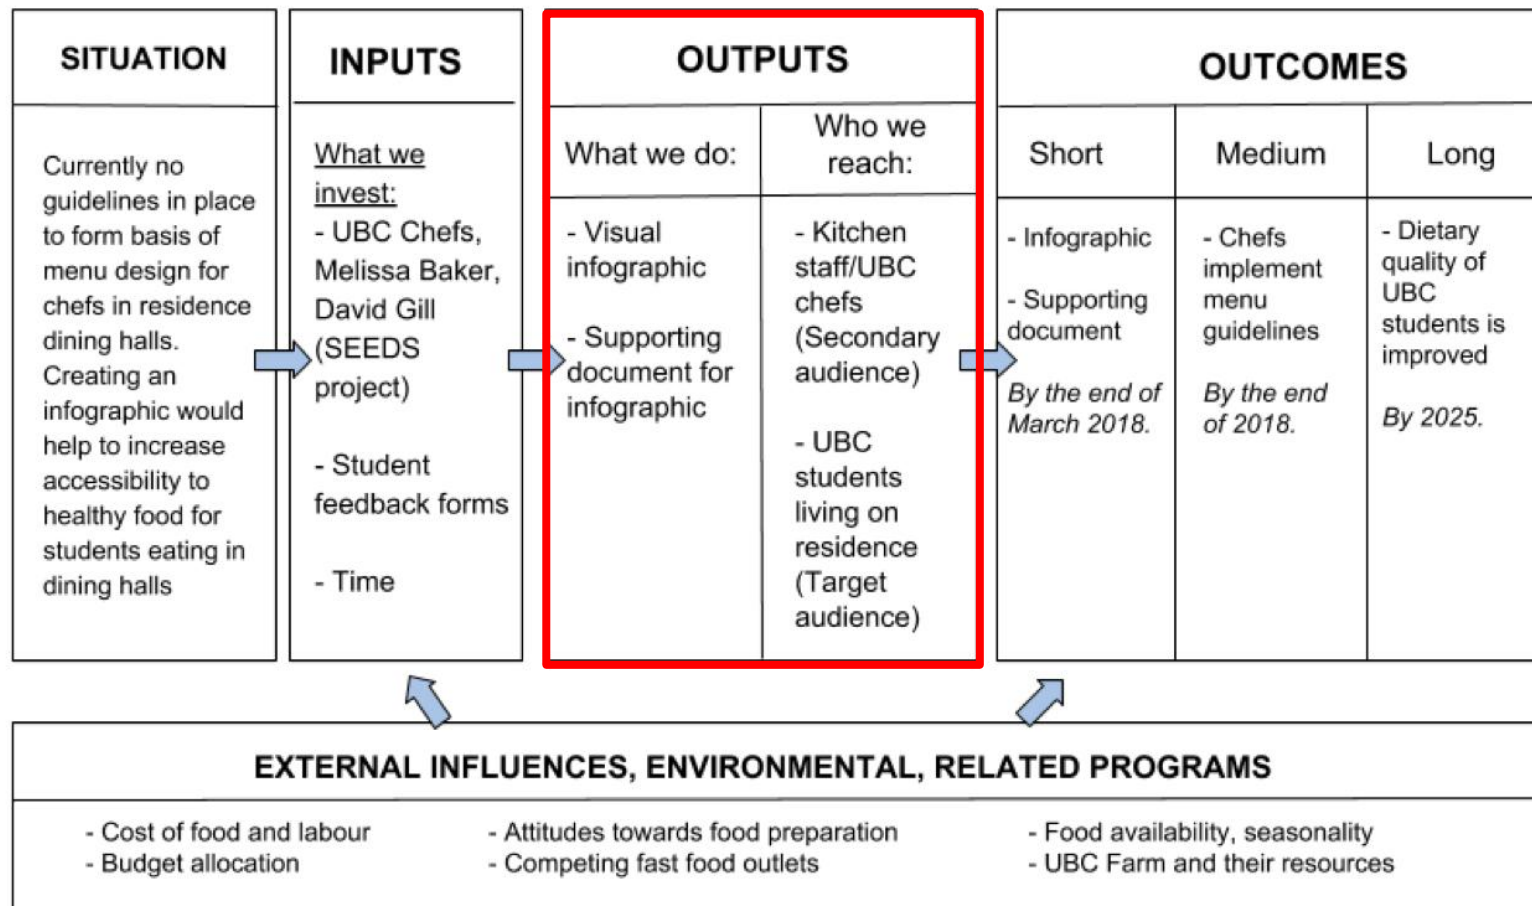 SITUATION
Currently no
guidelines in place
to form basis of
menu design for
chefs in residence
dining halls.
Creating an
infographic would
help to increase
accessibility to
healthy food for
students eating in
dining halls
INPUTS
What we
invest:
- UBC Chefs,
Melissa Baker,
David Gill
(SEEDS
project)
- Student
feedback forms
- Time
OUTPUTS
What we do:
- Visual
infographic
- Supporting
document for
infographic
Who we
reach:
- Kitchen
staff/UBC
chefs
(Secondary
audience)
- UBC
students
living on
residence
(Target
audience)
OUTCOMES
Short
- Infographic
- Supporting
document
By the end of
March 2018.
Medium
- Chefs
implement
menu
guidelines
By the end
of 2018.
Long
- Dietary
quality of
UBC
students is
improved
By 2025.
EXTERNAL INFLUENCES, ENVIRONMENTAL, RELATED PROGRAMS
- Cost of food and labour
- Budget allocation
- Attitudes towards food preparation
- Competing fast food outlets
- Food availability, seasonality
- UBC Farm and their resources